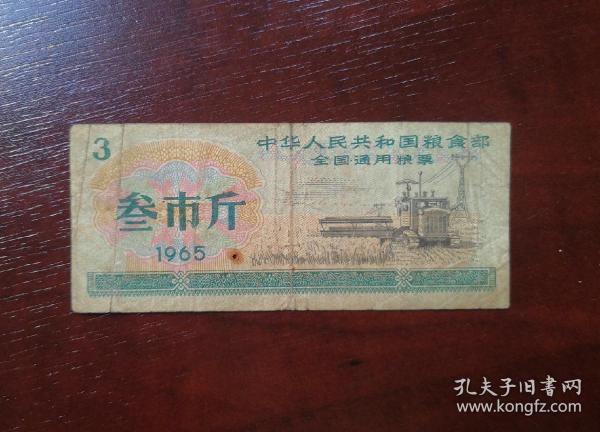 3
中华人民共和国粮食部
全国通用粮票
叁市斤
1965
孔夫子旧書网
www.kongfz.com